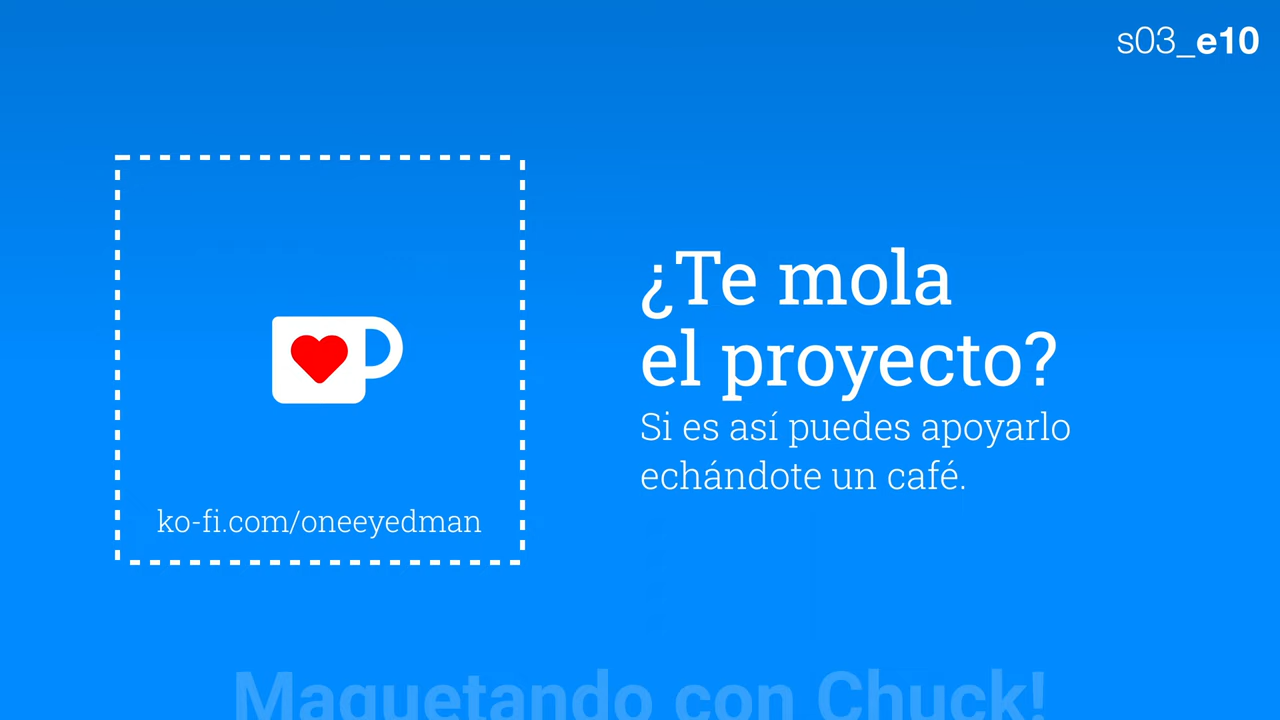 s03_e10
¿Te mola
el proyecto?
Si es así puedes apoyarlo
echándote un café.
ko-fi.com/oneeyedman
Maquetando con Chuck!